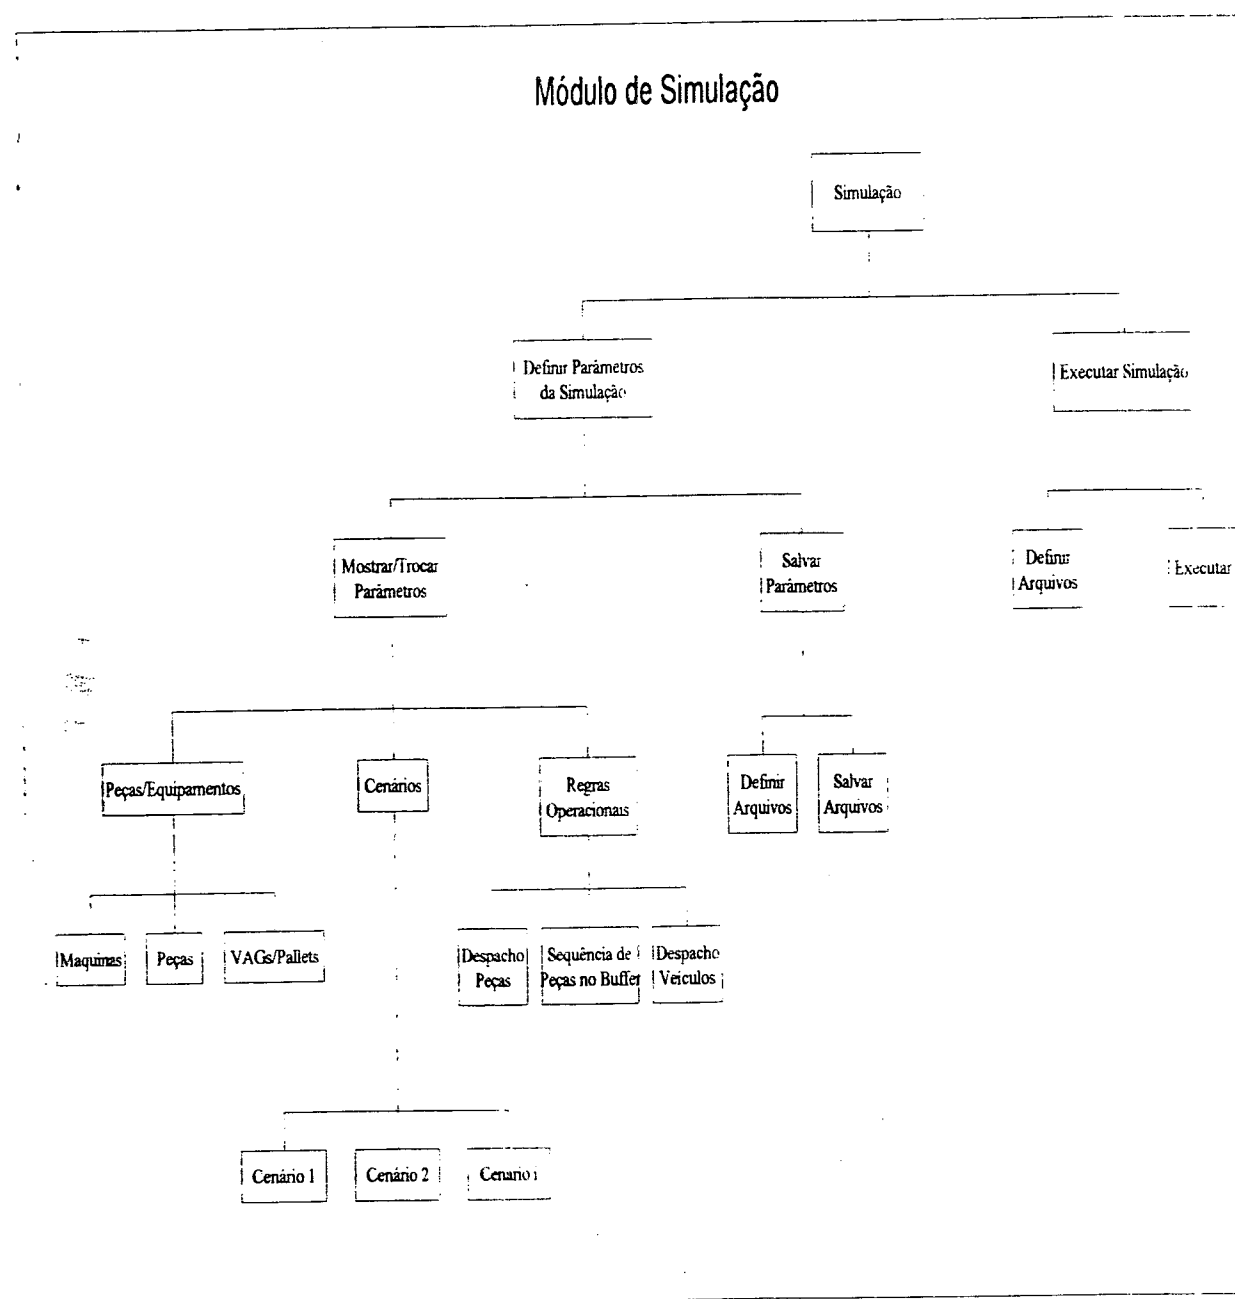 Módulo de Simulação
Simulação
Definir Parâmetros
da Simulação
Executar Simulação
Mostrar/Trocar
Parâmetros
Salvar
Parâmetros
Definir
Arquivos
Executar
Peças/Equipamentos
Cenários
Regras
Operacionais
Definir
Arquivos
Salvar
Arquivos
Maquinas
Peças
VAGs/Pallets
Despacho
Peças
Sequência de
Peças no Buffer
Despacho
Veiculos
Cenário 1
Cenário 2
Cenario i